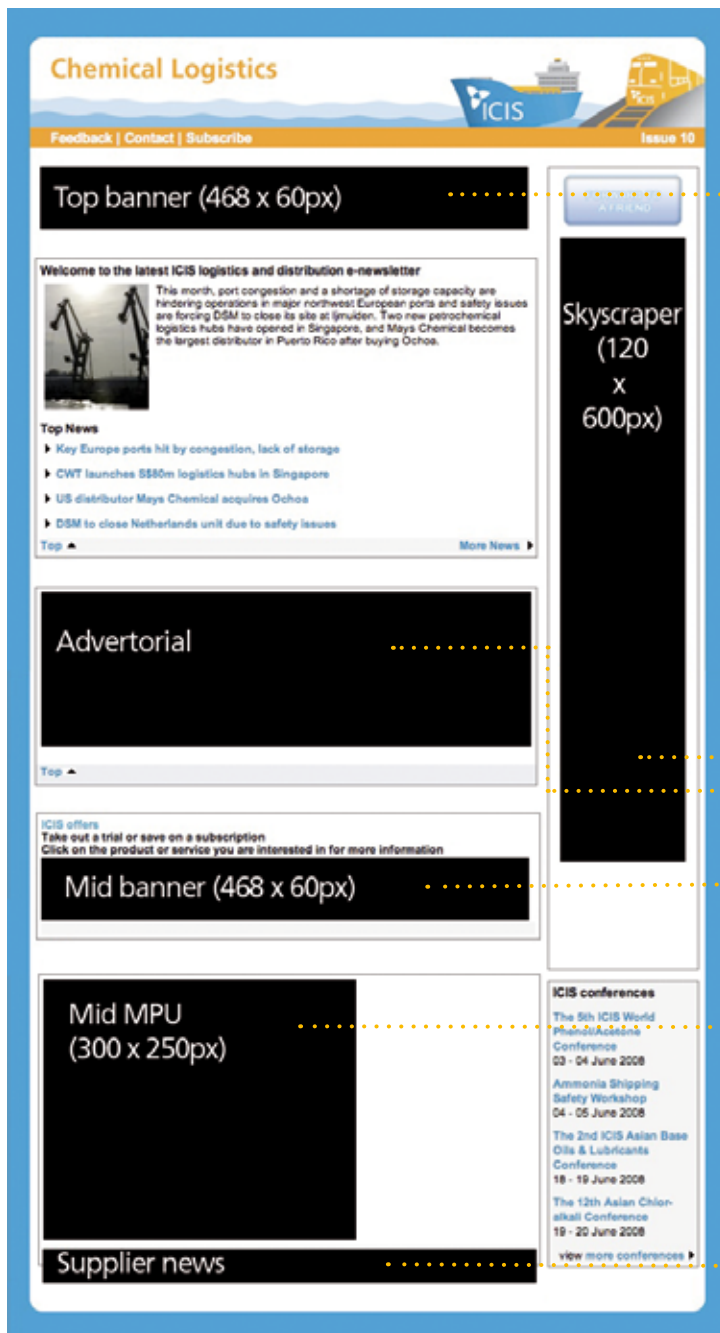 Chemical Logistics
ICIS
ICIS
Feedback | Contact | Subscribe
Issue 10
Top banner (468 x 60px)
A FRIEND
Welcome to the latest ICIS logistics and distribution e-newsletter
This month, port congestion and a shortage of storage capacity are
hindering operations in major northwest European ports and safety issues
are forcing DSM to close its site at Ijmuiden. Two new petrochemical
logistics hubs have opened in Singapore, and Mays Chemical becomes
the largest distributor in Puerto Rico after buying Ochoa.
Top News
Key Europe ports hit by congestion, lack of storage
CWT launches S$80m logistics hubs in Singapore
US distributor Mays Chemical acquires Ochoa
DSM to close Netherlands unit due to safety issues
Top
More News
Skyscraper
(120
x
600px)
Advertorial
Top
ICIS offers
Take out a trial or save on a subscription
Click on the product or service you are interested in for more information
Mid banner (468 x 60px)
Mid MPU
(300 x 250px)
Supplier news
ICIS conferences
The 5th ICIS World
Phenol/Acetone
Conference
03 - 04 June 2008
Ammonia Shipping
Safety Workshop
04 - 05 June 2008
The 2nd ICIS Asian Base
Oils & Lubricants
Conference
18 - 19 June 2008
The 12th Asian Chlor-
alkali Conference
19 - 20 June 2008
view more conferences